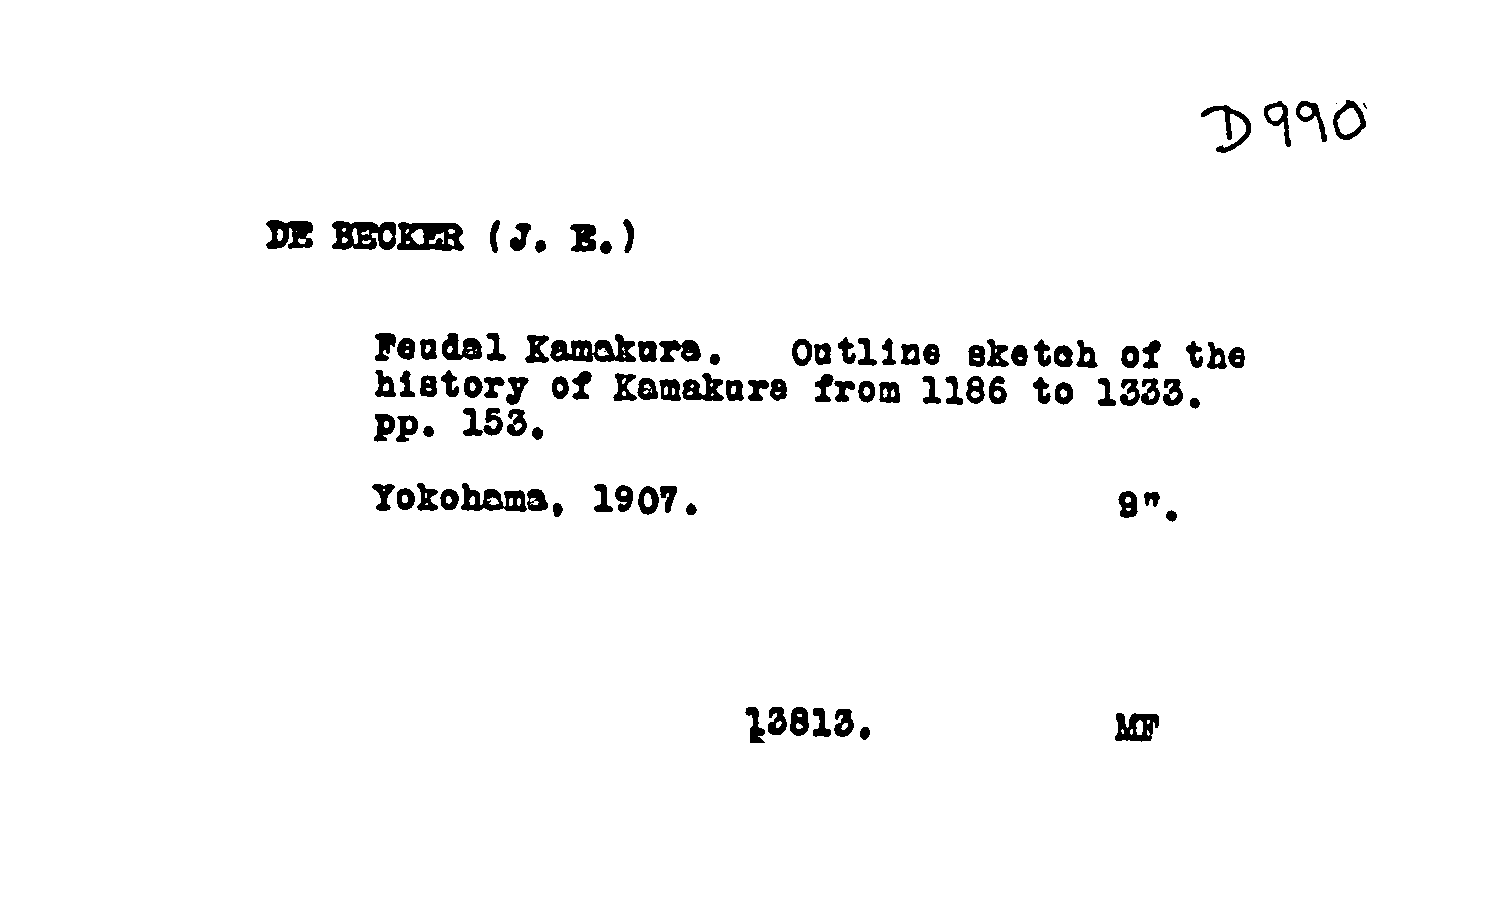 D990
DE BECKER (J. E.)
Feudal Kamakura. Outline sketch of the
history of Kamakura from 1186 to 1333.
pp. 153.
Yokohama, 1907. 9".
13813. MF